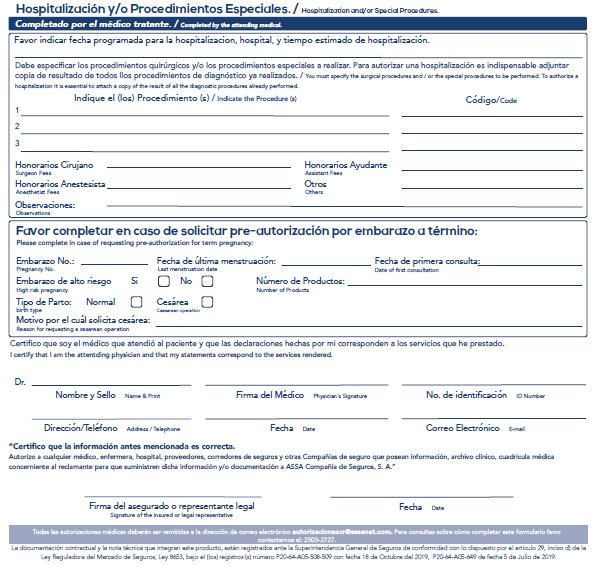 Hospitalización y/o Procedimientos Especiales. / Hospitalization and/or Special Procedures.
Completado por el médico tratante. / Completed by the attending medical.
Favor indicar fecha programada para la hospitalizacion, hospital, y tiempo estimado de hospitalización.
Debe especificar los procedimientos quirúrgicos y/o los procedimientos especiales a realizar. Para autorizar una hospitalización es indispensable adjuntar
copia de resultado de todos llos procedimientos de diagnóstico ya realizados. / You must specify the surgical procedures and / or the special procedures to be performed. To authorize a
hospitalization it is essential to attach a copy of the result of all the diagnostic procedures already performed.
Indique el (los) Procedimiento (s) / Indicate the Procedure (s) Código/Code
1
2
3
Honorarios Cirujano Honorarios Ayudante
Surgeon Fees Assistant Fees
Honorarios Anestesista Otros
Anesthetist Fees Others
Observaciones:
Observations
Favor completar en caso de solicitar pre-autorización por embarazo a término:
Please complete in case of requesting pre-authorization for term pregnancy:
Embarazo No.: Fecha de última menstruación: Fecha de primera consulta:
Pregnancy No. Last menstruation date Date of first consultation
Embarazo de alto riesgo Si No Número de Productos:
High risk pregnancy Number of Products
Tipo de Parto: Normal Cesárea
birth type Caesarean operation
Motivo por el cuál solicita cesárea:
Reason for requesting a cesarean operation
Certifico que soy el médico que atendió al paciente y que las declaraciones hechas por mi corresponden a los servicios que he prestado.
I certify that I am the attentding physician and that my statements correspond to the services rendered.
Dr.
Nombre y Sello Name & Print Firma del Médico Physician's Signature No. de identificación ID Number
Dirección/Teléfono Address / Telephone Fecha Date Correo Electrónico E-mail
"Certifico que la información antes mencionada es correcta.
Autorizo a cualquier médico, enfermera, hospital, proveedores, corredores de seguros y otras Compañías de seguro que posean información, archivo clínico, cuadrícula médica
concerniente al reclamante para que suministren dicha información y/o documentación a ASSA Compañía de Seguros, S. A."
Firma del asegurado o representante legal Fecha Date
Signature of the insured or legal representative
Todas las autorizaciones médicas deberán ser remitidas a la dirección de correo electrónico autorizacionescr@assanet.com. Para consultas sobre cómo completar este formulario favor
contactarnos al: 2503-2727.
La documentación contractual y la nota técnica que integran este producto, están registrados ante la Superintendencia General de Seguros de conformidad con lo dispuesto por el artículo 29, inciso d) de la
Ley Reguladora del Mercado de Seguros, Ley 8653, bajo el (los) registros (s) número P20-64-A05-508-509 con fecha 18 de Octubre del 2019, P20-64-A05-649 de fecha 5 de Julio de 2019.